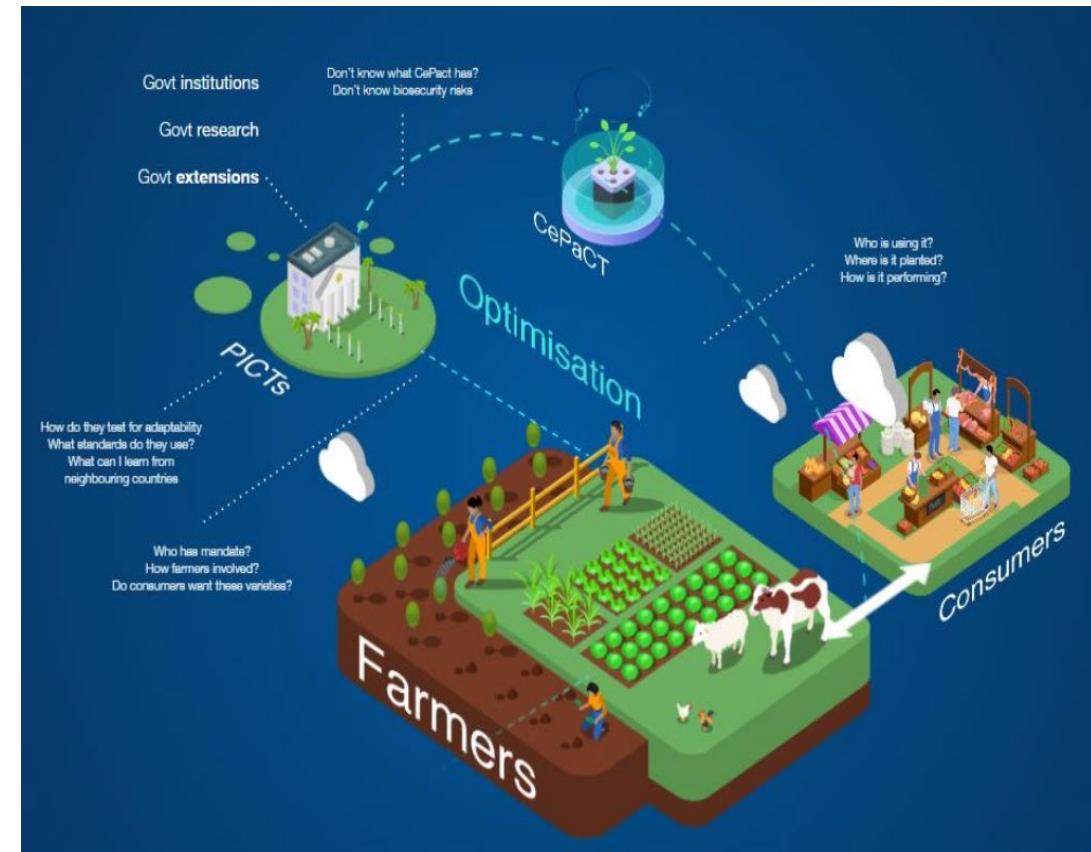 Govt institutions
Govt research
Govt extensions
Don't know what CePact has?
Don't know biosecurity risks
CePaCT
Who is using it?
Where is it planted?
How is it performing?
Optimisation
PICTs
How do they test for adaptability
What standards do they use?
What can I learn from
neighbouring countries
Who has mandate?
How farmers involved?
Do consumers want these varieties?
Consumers
Farmers